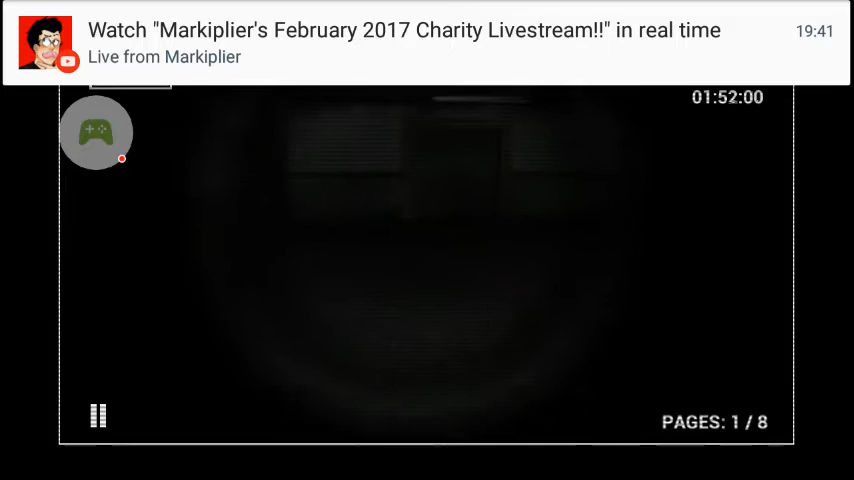 Watch "Markiplier's February 2017 Charity Livestream!!" in real time
19:41
Live from Markiplier
01:52:00
PAGES: 1 / 8